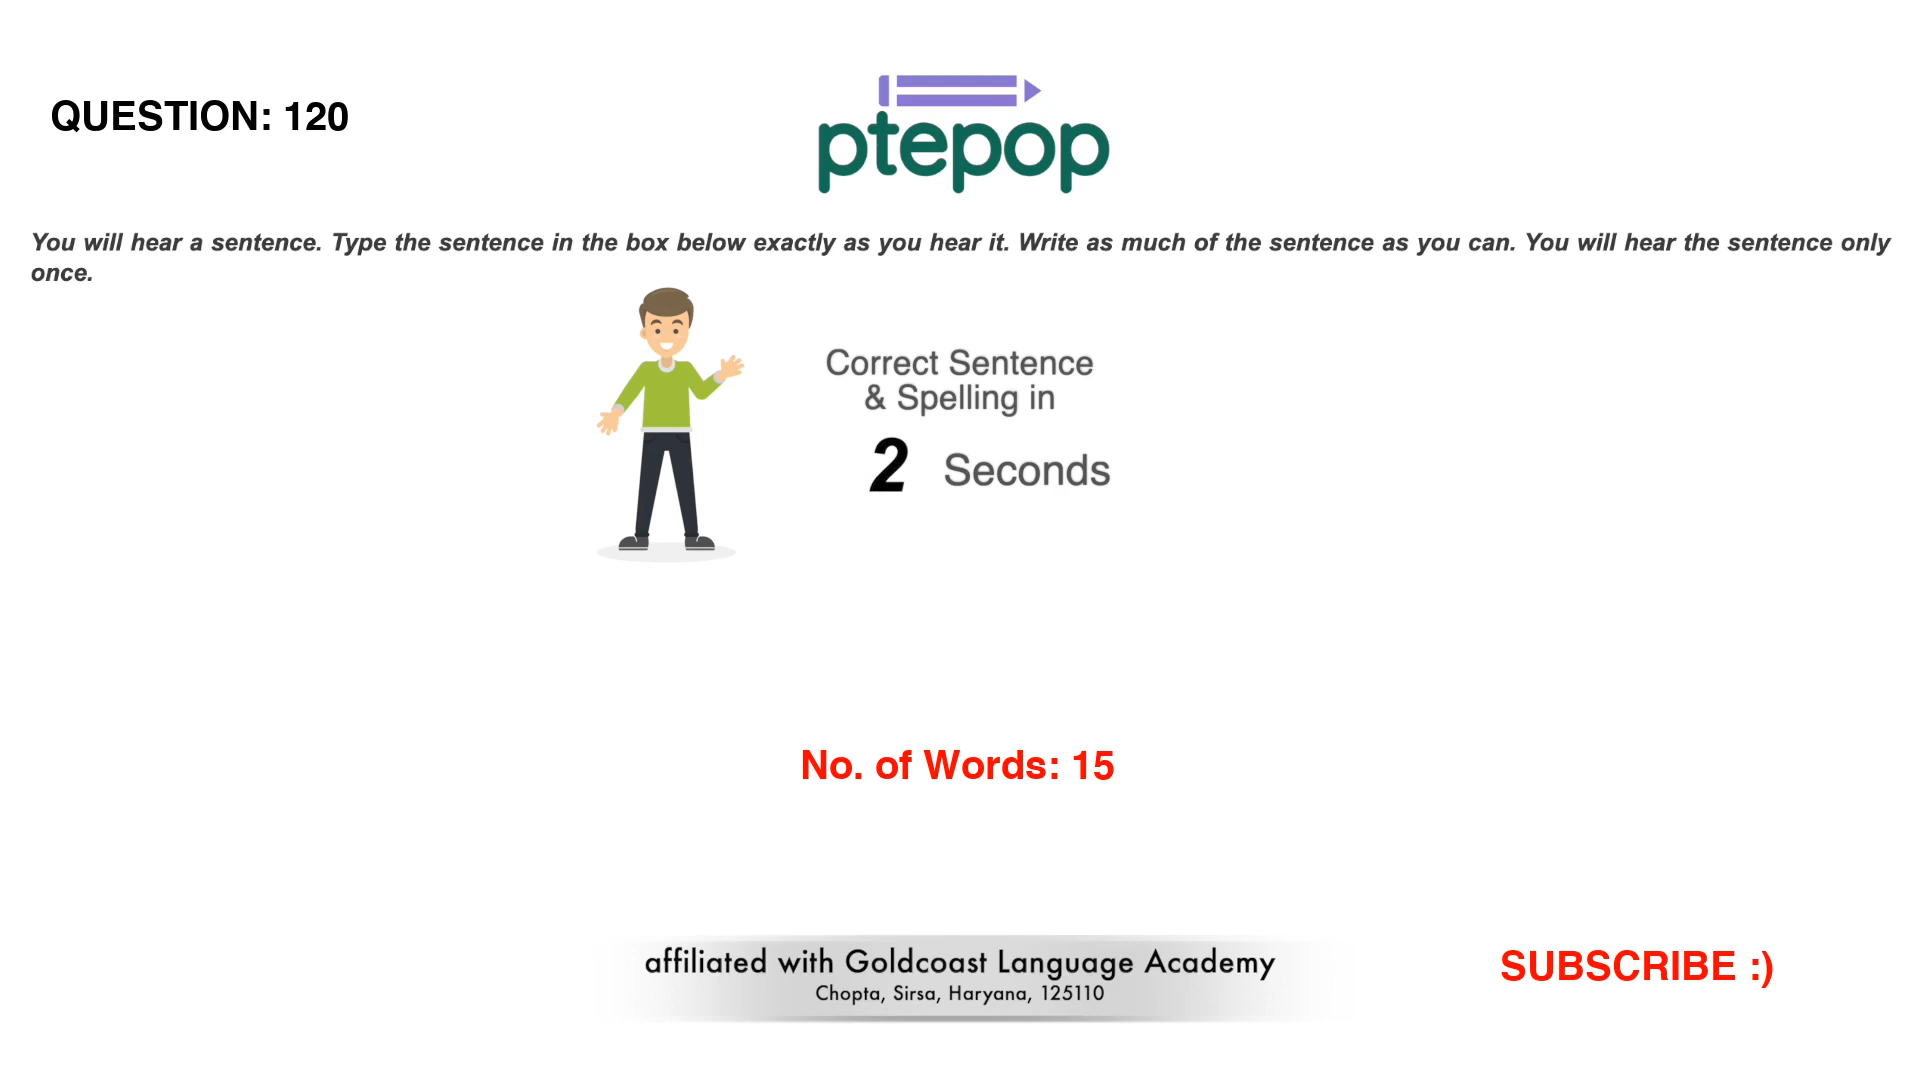 QUESTION: 120
ptepop
You will hear a sentence. Type the sentence in the box below exactly as you hear it. Write as much of the sentence as you can. You will hear the sentence only
once.
Correct Sentence
& Spelling in
2 Seconds
No. of Words: 15
affiliated with Goldcoast Language Academy
Chopta, Sirsa, Haryana, 125110
SUBSCRIBE :)